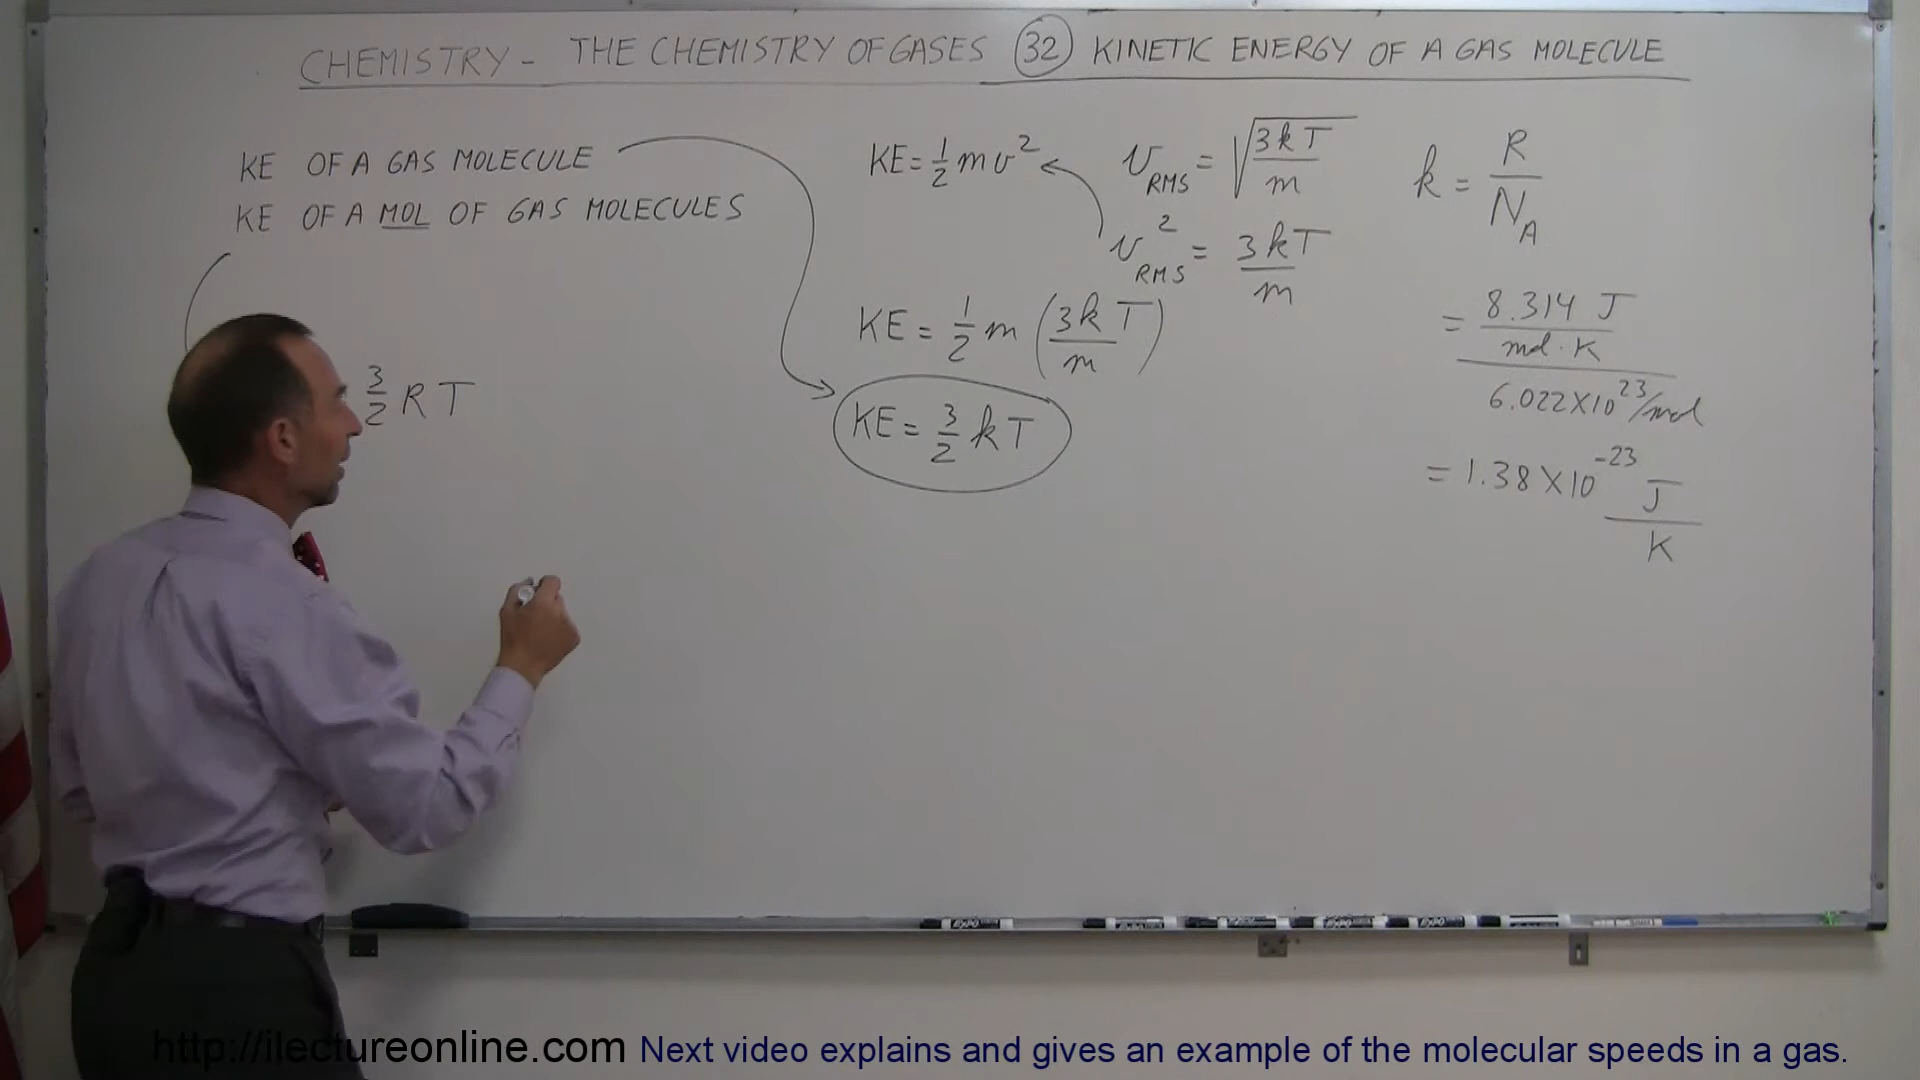 CHEMISTRY - THE CHEMISTRY OF GASES 32 KINETIC ENERGY OF A GAS MOLECULE
KE OF A GAS MOLECULE
KE OF A MOL OF GAS MOLECULES
3/2 R T
KE = 1/2 m v²
KE = 1/2 m (3kT/m)
KE = 3/2 kT
v_RMS = √(3kT/m)
v²_RMS = 3kT/m
k = R/N_A
= 8.314 J / mol · K
6.022 X 10²³/mol
= 1.38 X 10⁻²³ J/K
EXPO
EXPO
EXPO
http://ilectureonline.com Next video explains and gives an example of the molecular speeds in a gas.